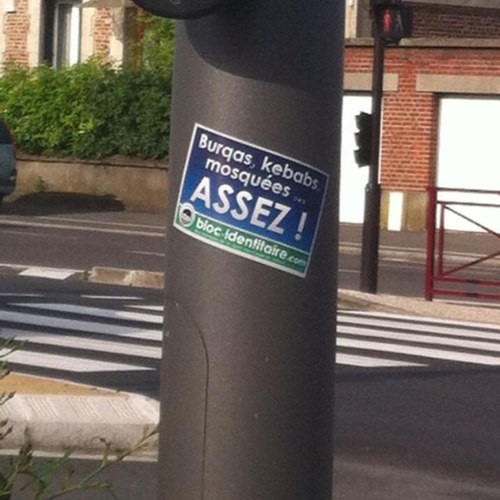 Burqas, kebabs,
mosquées ...
ASSEZ !
bloc identitaire.com